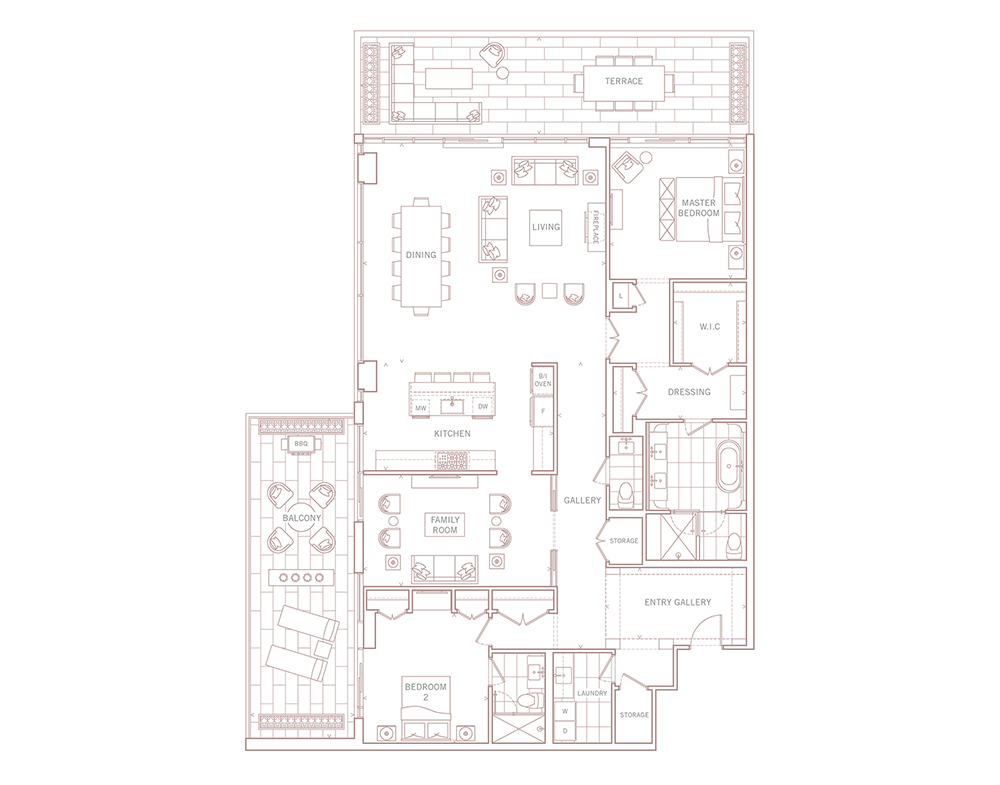 TERRACE
MASTER
BEDROOM
LIVING
FIREPLACE
DINING
L
W.I.C
B/I
OVEN
DRESSING
MW
DW
F
KITCHEN
BBQ
BALCONY
GALLERY
FAMILY
ROOM
STORAGE
ENTRY GALLERY
BEDROOM
2
LAUNDRY
W
D
STORAGE